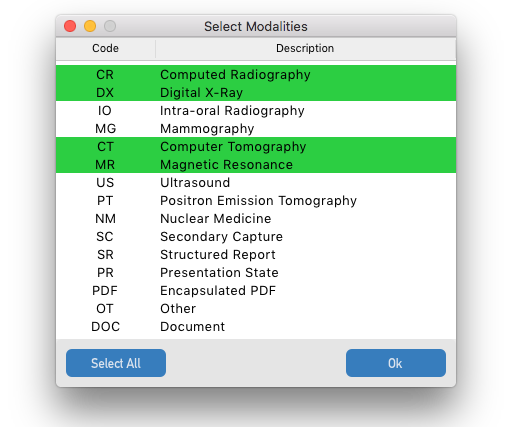 Select Modalities
Code Description
CR Computed Radiography
DX Digital X-Ray
IO Intra-oral Radiography
MG Mammography
CT Computer Tomography
MR Magnetic Resonance
US Ultrasound
PT Positron Emission Tomography
NM Nuclear Medicine
SC Secondary Capture
SR Structured Report
PR Presentation State
PDF Encapsulated PDF
OT Other
DOC Document
Select All Ok